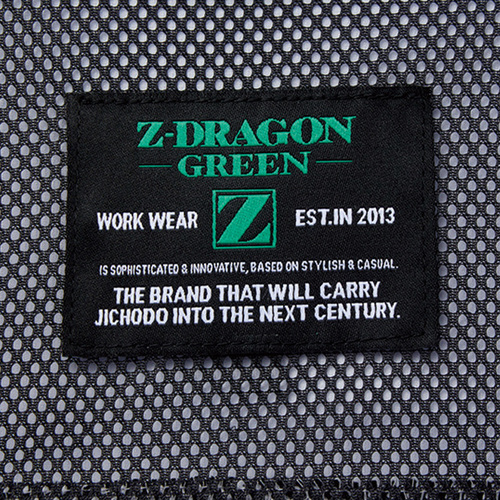 Z-DRAGON
GREEN
WORK WEAR Z EST.IN 2013
IS SOPHISTICATED & INNOVATIVE, BASED ON STYLISH & CASUAL.
THE BRAND THAT WILL CARRY
JICHODO INTO THE NEXT CENTURY.